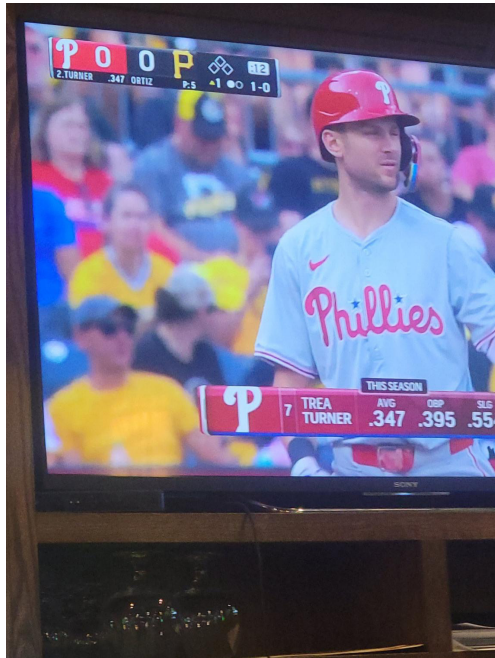 P 0 0 P :12
2.TURNER .347 ORTIZ P:5 ▲1 1-0
P
Phillies
THIS SEASON
P 7 TREA AVG OBP SLG
TURNER .347 .395 .55
SONY